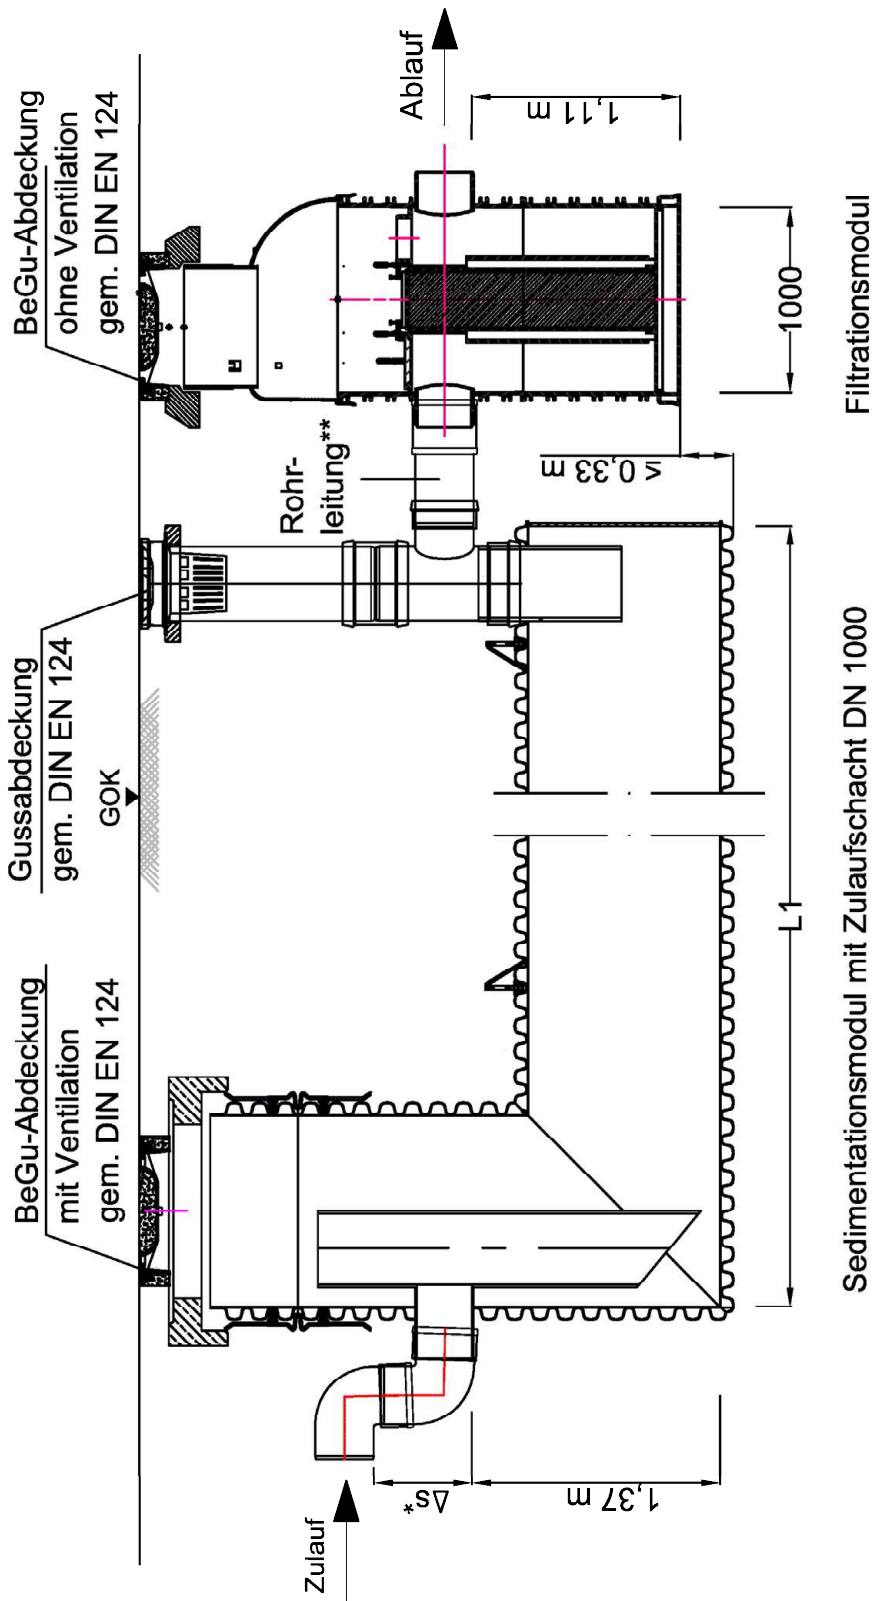 BeGu-Abdeckung
mit Ventilation
gem. DIN EN 124
Gussabdeckung
gem. DIN EN 124
GOK
BeGu-Abdeckung
ohne Ventilation
gem. DIN EN 124
Rohr-
leitung**
Zulauf
Ablauf
Δs*
1,37 m
L1
≤ 0,33 m
1000
1,11 m
Sedimentationsmodul mit Zulaufschacht DN 1000
Filtrationsmodul